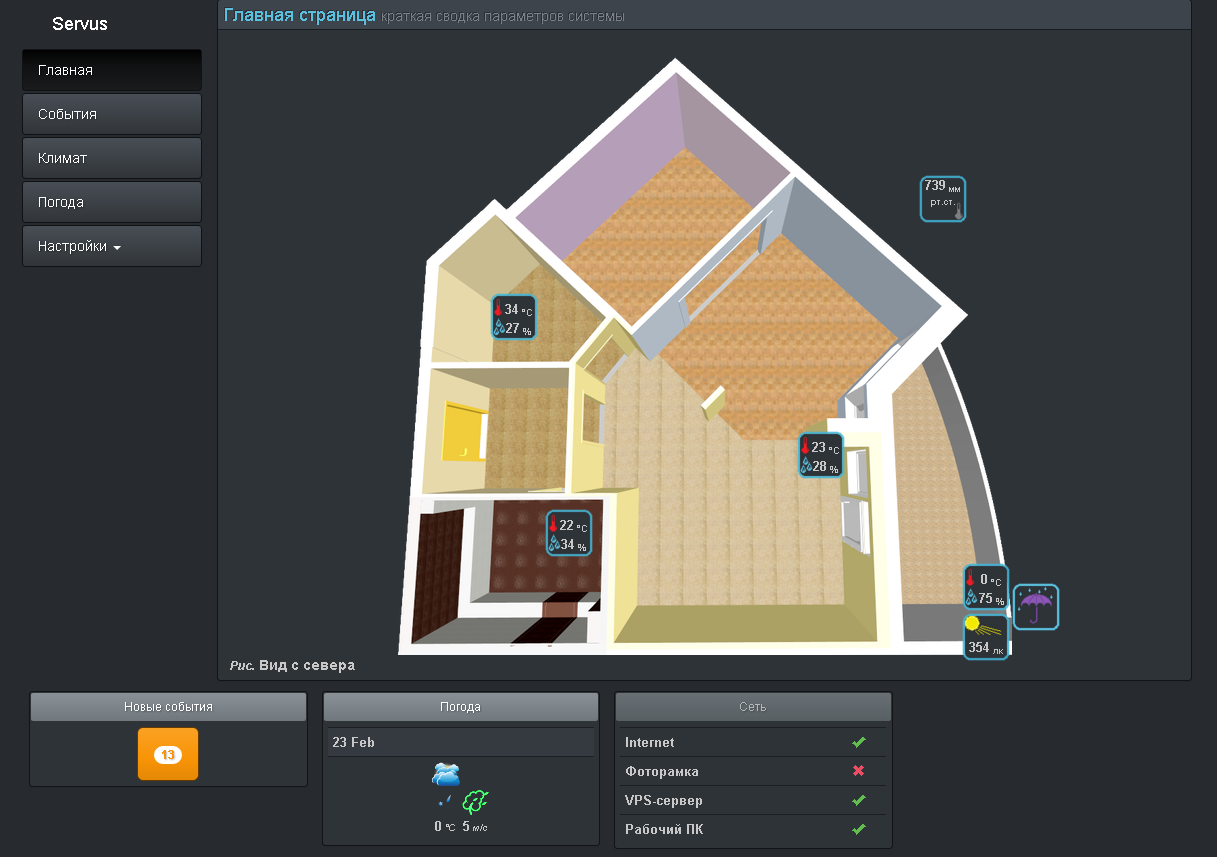 Servus
Главная
События
Климат
Погода
Настройки
Главная страница краткая сводка параметров системы
739 мм
рт.ст.
34 °C
27 %
23 °C
28 %
22 °C
34 %
0 °C
75 %
354 лк
Рис. Вид с севера
Новые события
13
Погода
23 Feb
0 °C 5 м/с
Сеть
Internet
Фоторамка
VPS-сервер
Рабочий ПК